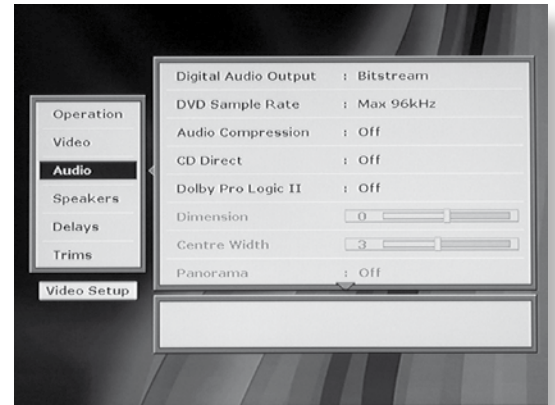 Operation
Video
Audio
Speakers
Delays
Trims
Video Setup
Digital Audio Output : Bitstream
DVD Sample Rate : Max 96kHz
Audio Compression : Off
CD Direct : Off
Dolby Pro Logic II : Off
Dimension 0
Centre Width 3
Panorama : Off